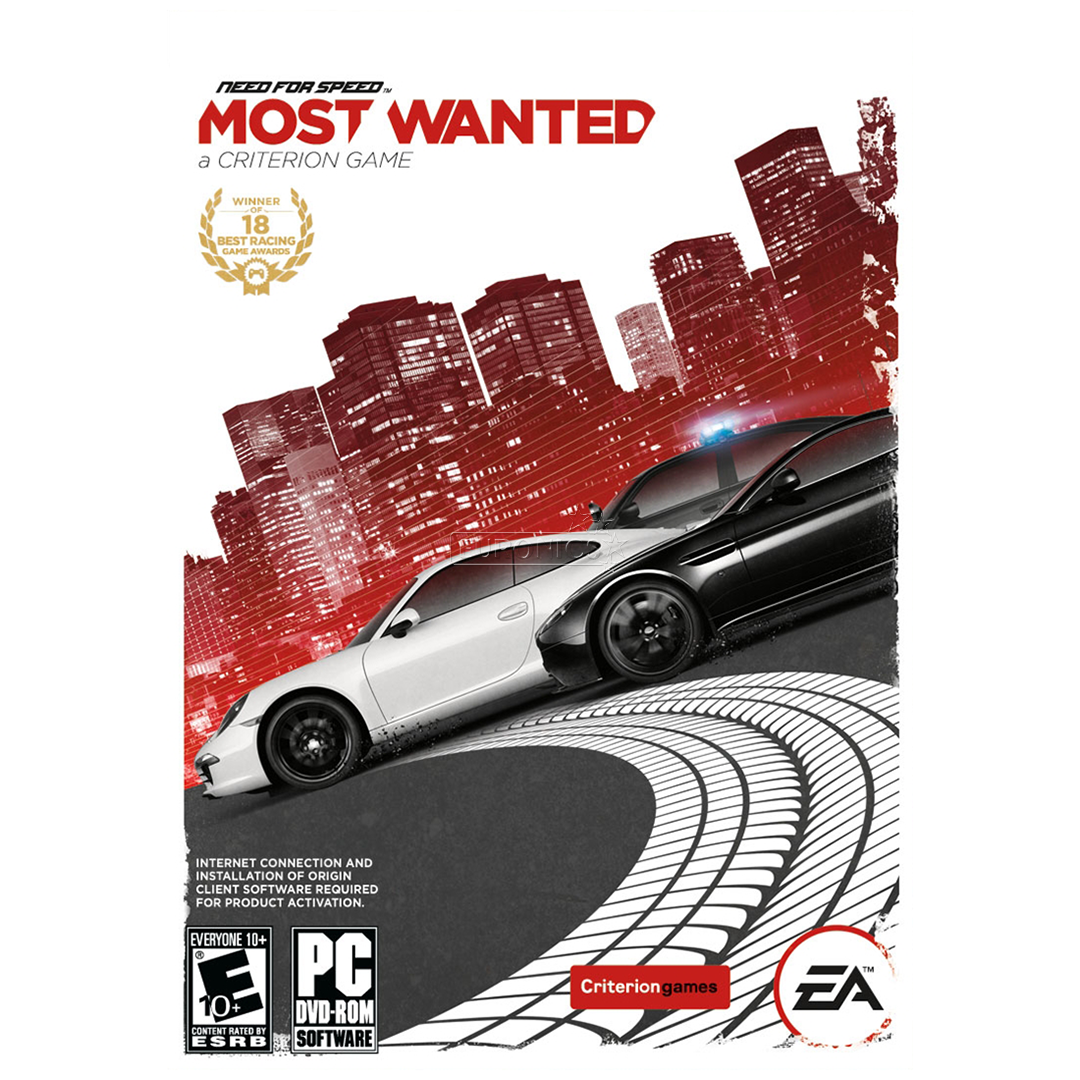 NEED FOR SPEED™
MOST WANTED
a CRITERION GAME
WINNER
OF
18
BEST RACING
GAME AWARDS
INTERNET CONNECTION AND
INSTALLATION OF ORIGIN
CLIENT SOFTWARE REQUIRED
FOR PRODUCT ACTIVATION.
EVERYONE 10+
®
E
10+
CONTENT RATED BY
ESRB
PC
DVD-ROM
SOFTWARE
Criteriongames
EA™